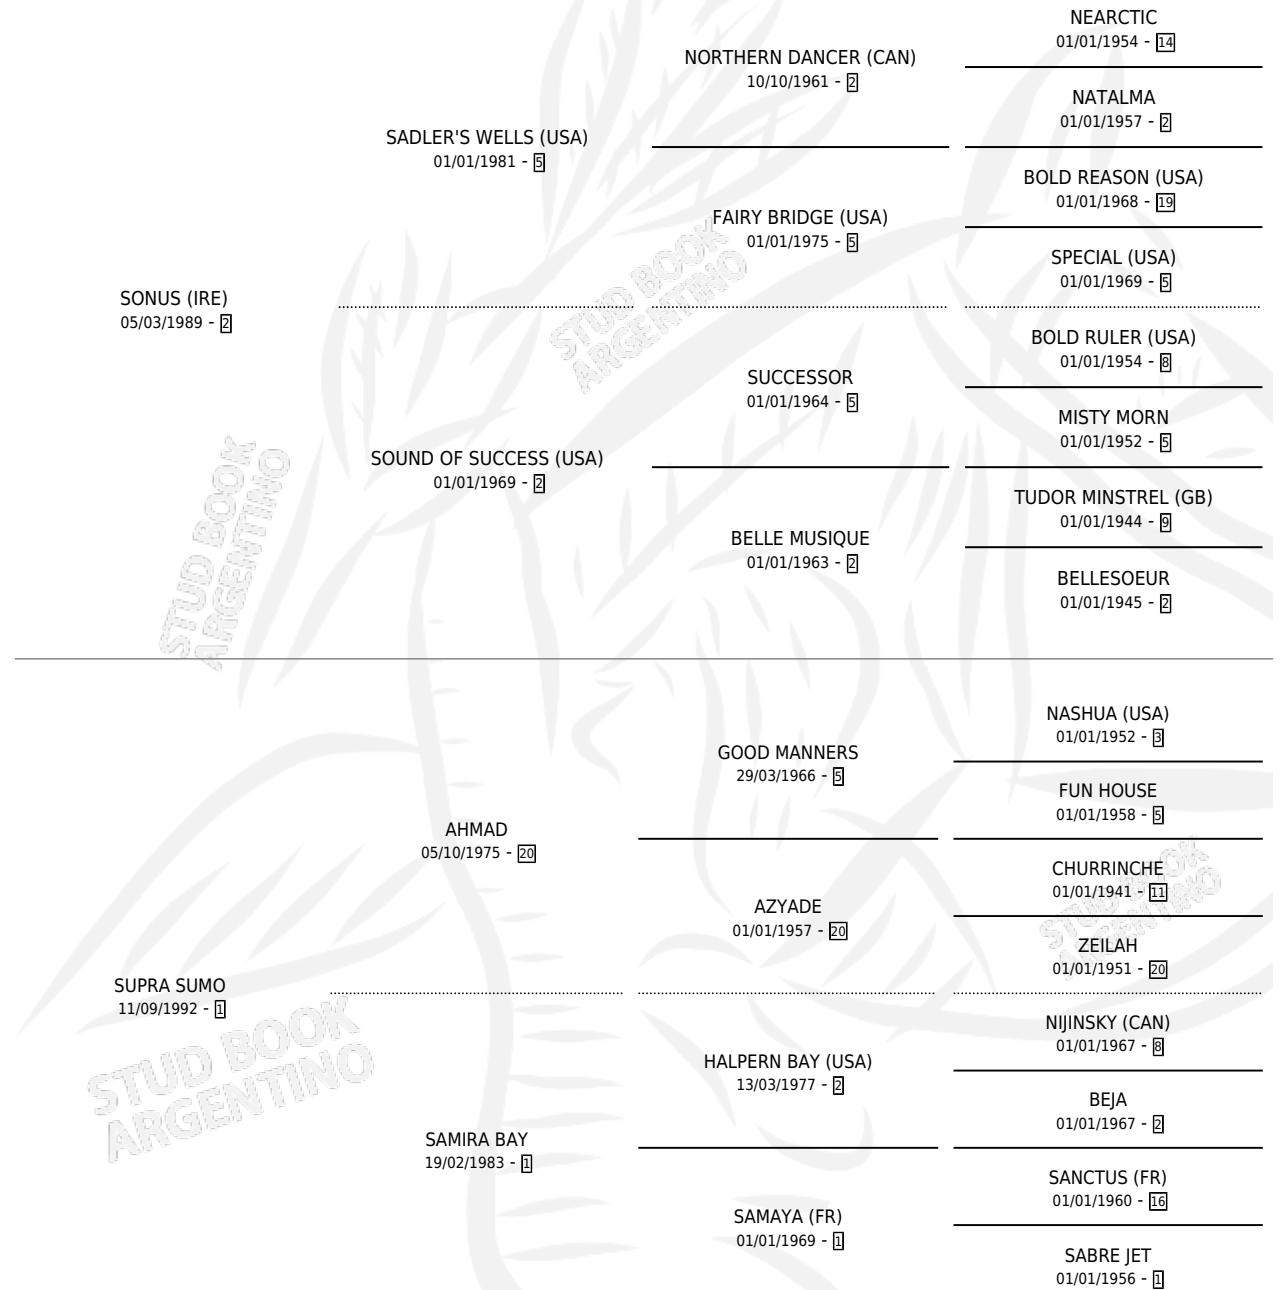 NEARCTIC
01/01/1954 - 14
NORTHERN DANCER (CAN)
10/10/1961 - 2
NATALMA
01/01/1957 - 2
SADLER'S WELLS (USA)
01/01/1981 - 5
BOLD REASON (USA)
01/01/1968 - 19
FAIRY BRIDGE (USA)
01/01/1975 - 5
SPECIAL (USA)
01/01/1969 - 5
SONUS (IRE)
05/03/1989 - 2
STUD BOOK
ARGENTINO
BOLD RULER (USA)
01/01/1954 - 8
SUCCESSOR
01/01/1964 - 5
MISTY MORN
01/01/1952 - 5
SOUND OF SUCCESS (USA)
01/01/1969 - 2
TUDOR MINSTREL (GB)
01/01/1944 - 9
BELLE MUSIQUE
01/01/1963 - 2
BELLESOEUR
01/01/1945 - 2
STUD BOOK
ARGENTINO
NASHUA (USA)
01/01/1952 - 3
GOOD MANNERS
29/03/1966 - 5
FUN HOUSE
01/01/1958 - 5
AHMAD
05/10/1975 - 20
CHURRINCHE
01/01/1941 - 11
AZYADE
01/01/1957 - 20
ZEILAH
01/01/1951 - 20
STUD BOOK
ARGENTINO
SUPRA SUMO
11/09/1992 - 1
NIJINSKY (CAN)
01/01/1967 - 8
HALPERN BAY (USA)
13/03/1977 - 2
BEJA
01/01/1967 - 2
STUD BOOK
ARGENTINO
SAMIRA BAY
19/02/1983 - 1
SANCTUS (FR)
01/01/1960 - 16
SAMAYA (FR)
01/01/1969 - 1
SABRE JET
01/01/1956 - 1